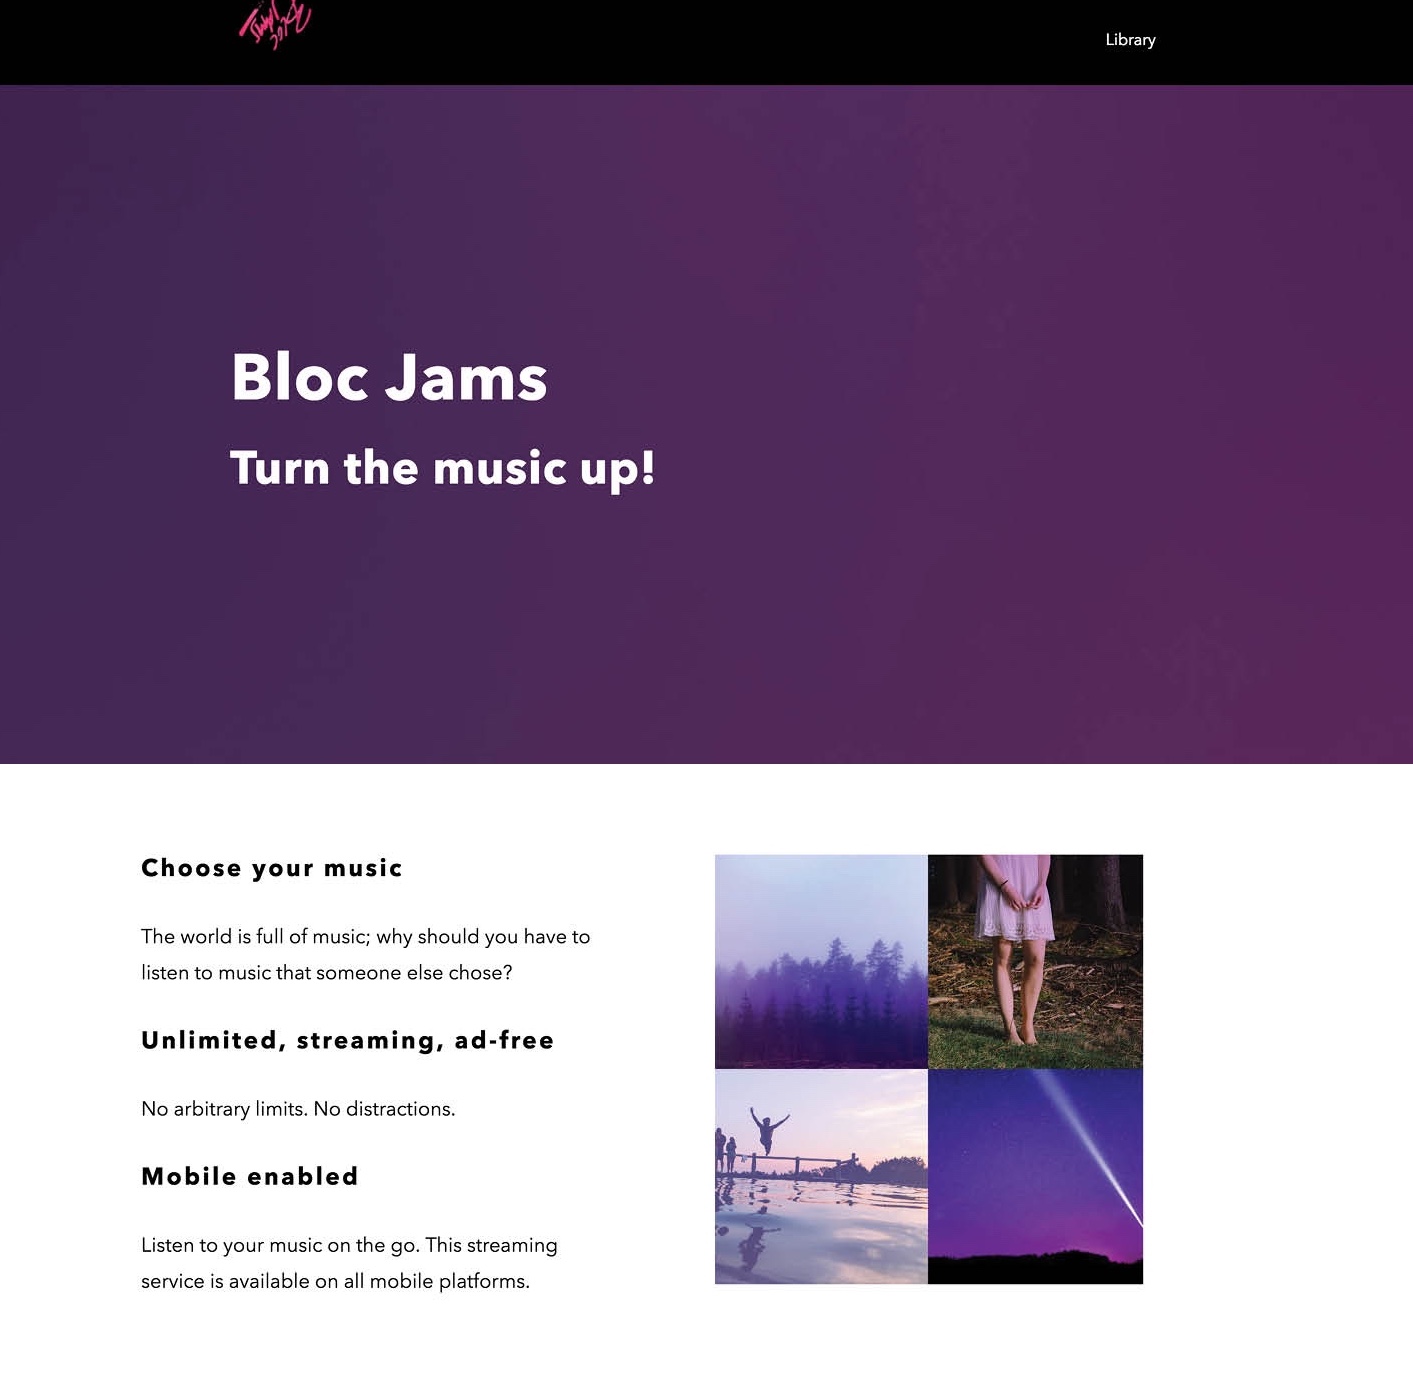 Library
Bloc Jams
Turn the music up!
Choose your music
The world is full of music; why should you have to
listen to music that someone else chose?
Unlimited, streaming, ad-free
No arbitrary limits. No distractions.
Mobile enabled
Listen to your music on the go. This streaming
service is available on all mobile platforms.